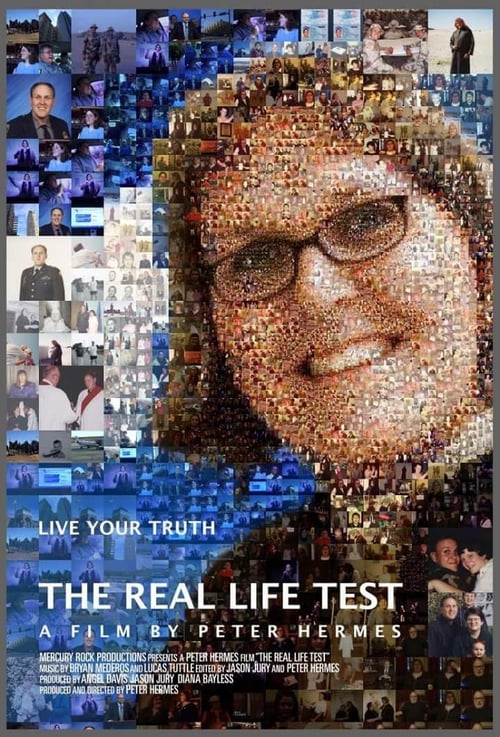 LIVE YOUR TRUTH
THE REAL LIFE TEST
A FILM BY PETER HERMES
MERCURY ROCK PRODUCTIONS PRESENTS A PETER HERMES FILM, "THE REAL LIFE TEST"
MUSIC BY BRYAN MEDEROS AND LUCAS TUTTLE EDITED BY JASON JURY AND PETER HERMES
PRODUCED BY ANGEL DAVIS JASON JURY DIANA BAYLESS
PRODUCED AND DIRECTED BY PETER HERMES